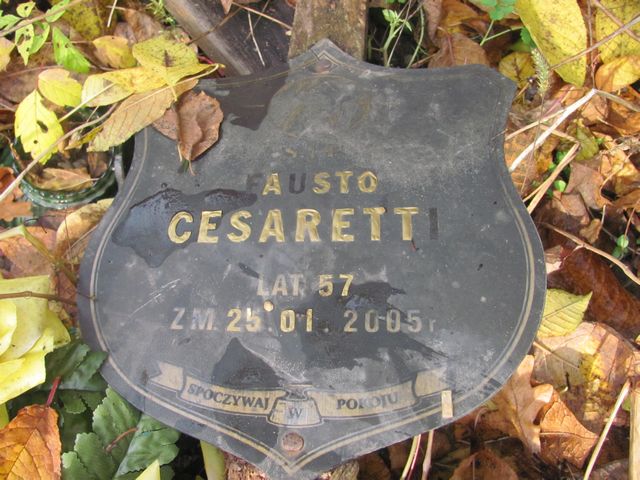 FAUSTO
CESARETTI
LAT 57
ZM. 25.01. 2005r
SPOCZYWAJ W POKOJU